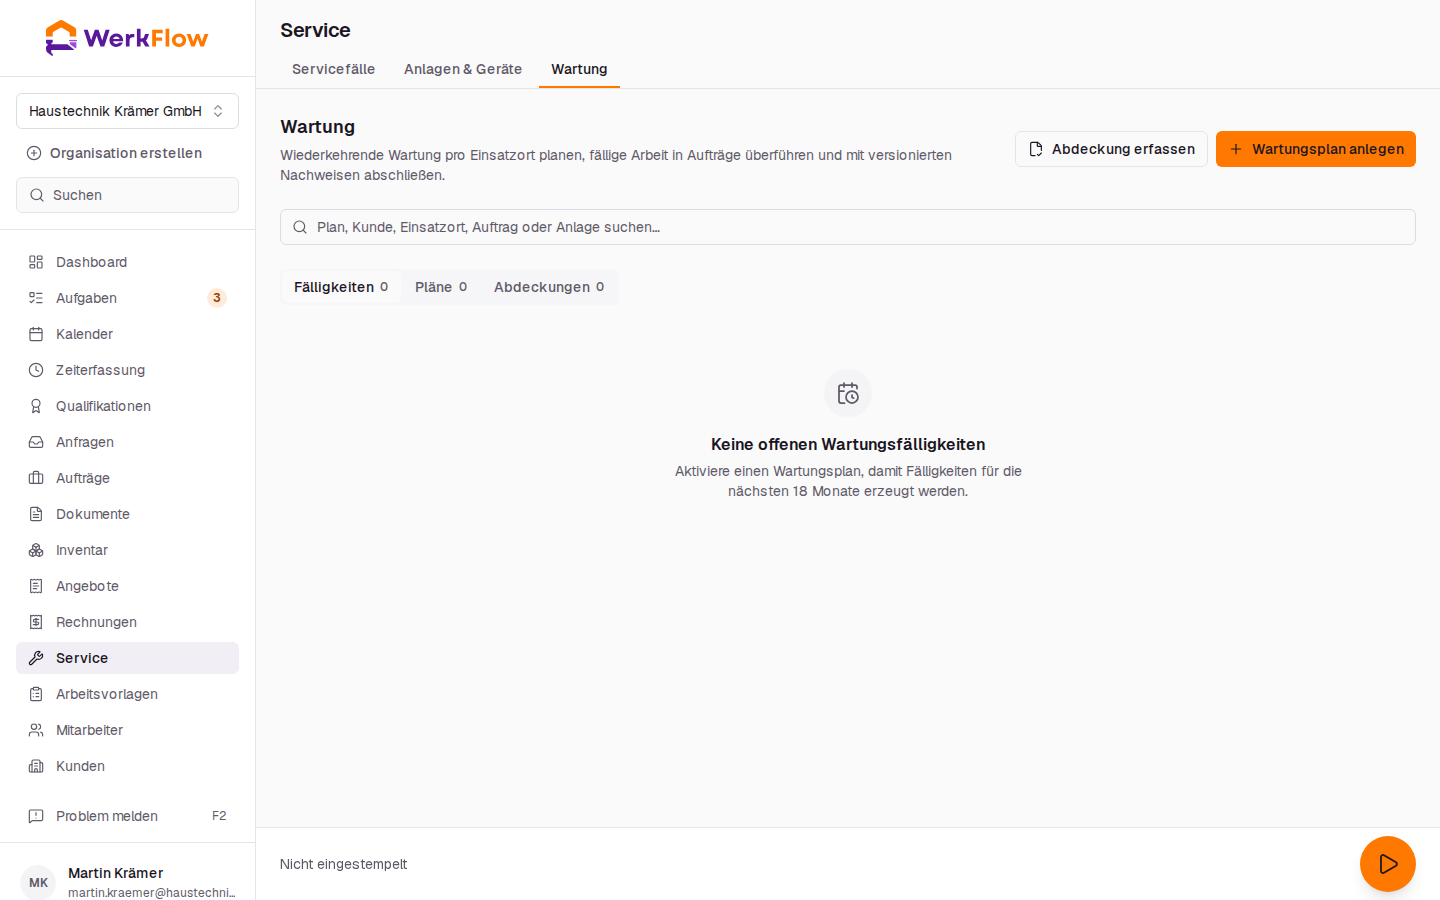 WerkFlow
Haustechnik Krämer GmbH
Organisation erstellen
Suchen
Dashboard
Aufgaben 3
Kalender
Zeiterfassung
Qualifikationen
Anfragen
Aufträge
Dokumente
Inventar
Angebote
Rechnungen
Service
Arbeitsvorlagen
Mitarbeiter
Kunden
Problem melden F2
MK
Martin Krämer
martin.kraemer@haustechni…
Service
Servicefälle Anlagen & Geräte Wartung
Wartung
Wiederkehrende Wartung pro Einsatzort planen, fällige Arbeit in Aufträge überführen und mit versionierten
Nachweisen abschließen.
Abdeckung erfassen
Wartungsplan anlegen
Plan, Kunde, Einsatzort, Auftrag oder Anlage suchen…
Fälligkeiten 0 Pläne 0 Abdeckungen 0
Keine offenen Wartungsfälligkeiten
Aktiviere einen Wartungsplan, damit Fälligkeiten für die
nächsten 18 Monate erzeugt werden.
Nicht eingestempelt